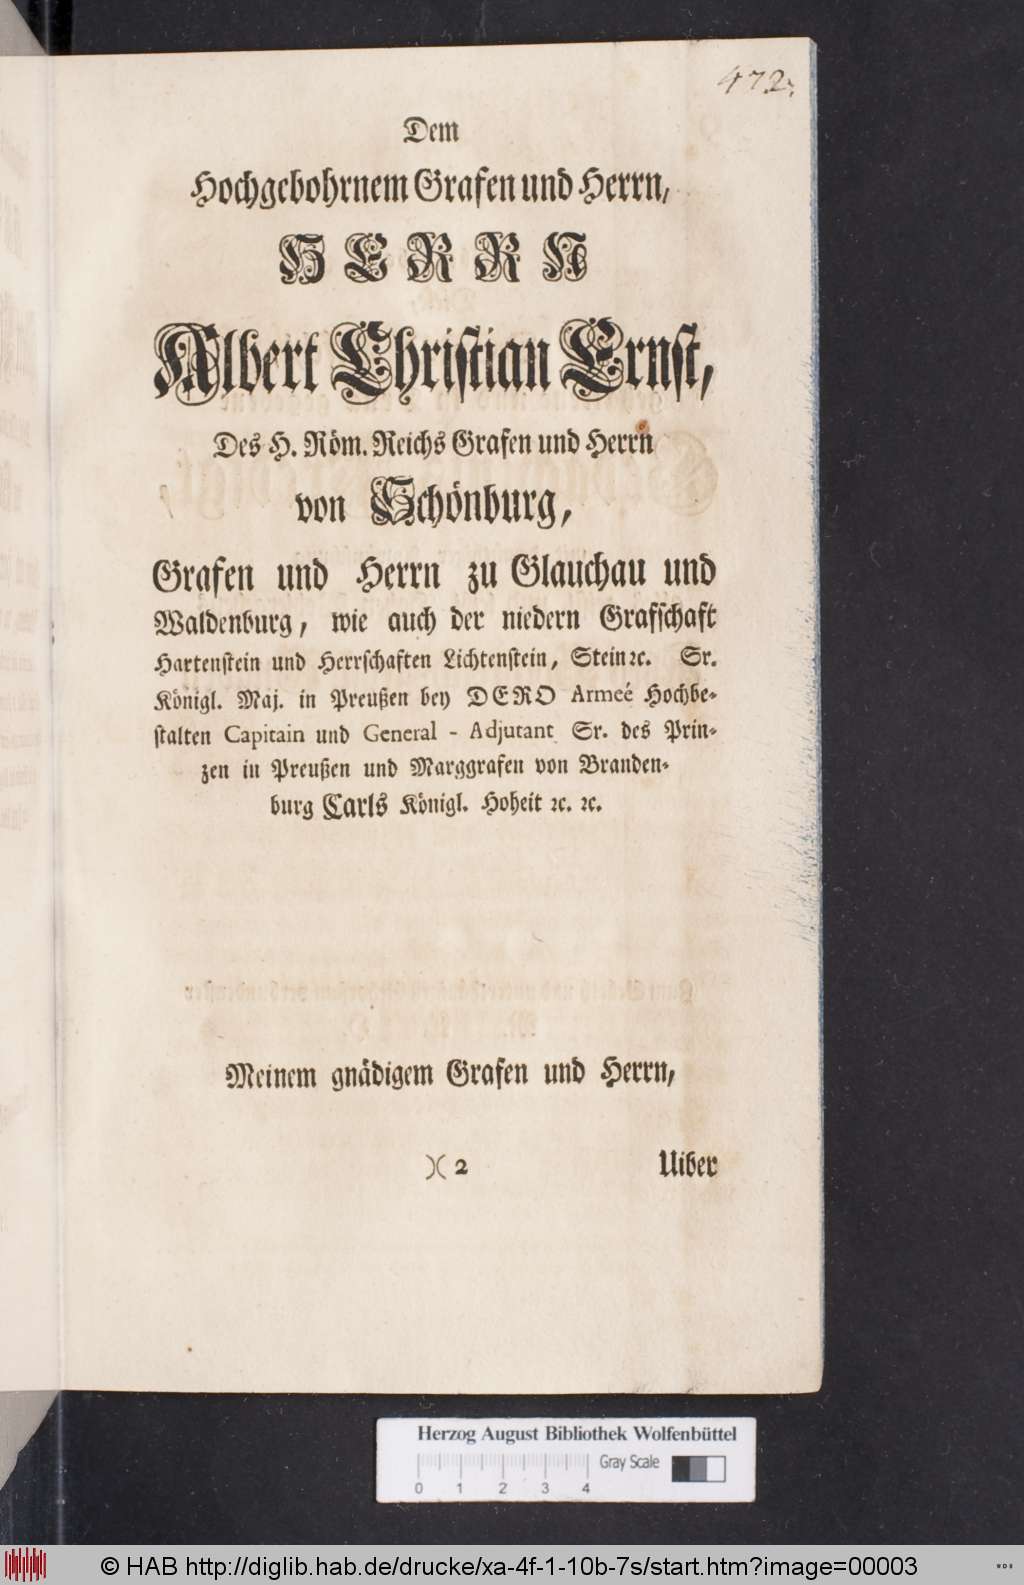 472.
Dem
Hochgebohrnem Grafen und Herrn,
HERRN
Albert Christian Ernst,
Des H. Röm. Reichs Grafen und Herrn
von Schönburg,
Grafen und Herrn zu Glauchau und
Waldenburg, wie auch der niedern Grafschaft
Hartenstein und Herrschaften Lichtenstein, Stein ꝛc. Sr.
Königl. Maj. in Preußen bey DERO Armeé Hochbe-
stalten Capitain und General - Adjutant Sr. des Prin-
zen in Preußen und Marggrafen von Branden-
burg Carls Königl. Hoheit ꝛc. ꝛc.
Meinem gnädigem Grafen und Herrn,
)( 2 Uiber
Herzog August Bibliothek Wolfenbüttel
Gray Scale
0 1 2 3 4
© HAB http://diglib.hab.de/drucke/xa-4f-1-10b-7s/start.htm?image=00003